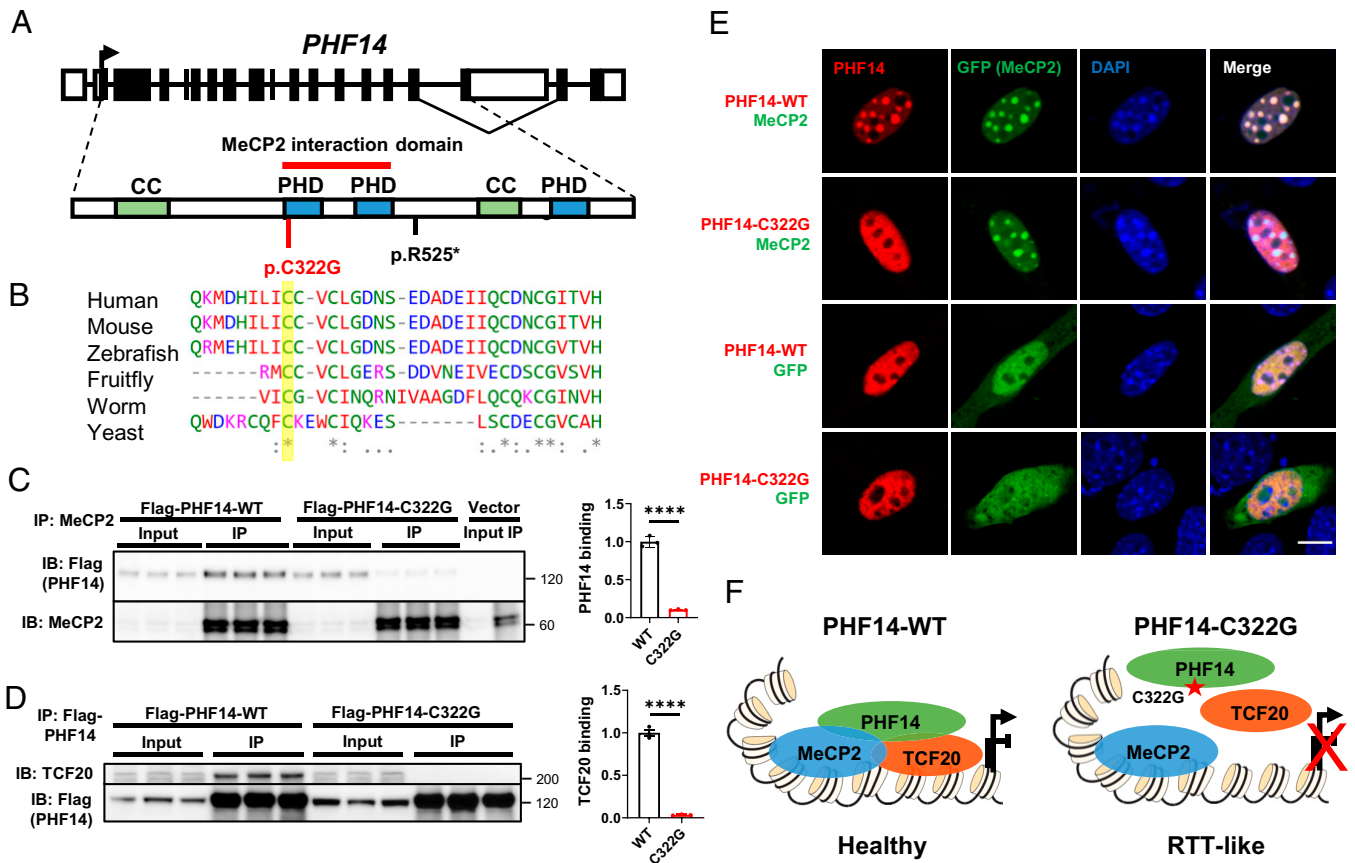 A
PHF14
MeCP2 interaction domain
CC PHD PHD CC PHD
p.R525*
p.C322G
B
Human QKMDHILICC-VCLGDNS-EDADEIIQCDNCGITVH
Mouse QKMDHILICC-VCLGDNS-EDADEIIQCDNCGITVH
Zebrafish QRMEHILICC-VCLGDNS-EDADEIIQCDNCGVTVH
Fruitfly ------RMCC-VCLGERS-DDVNEIVECDSCGVSVH
Worm ------VICG-VCINQRNIVAAGDFLQCQKCGINVH
Yeast QWDKRCQFCKEWCIQKES--------LSCDECGVCAH
:* *: ... :.*: **: . *
C
IP: MeCP2
Flag-PHF14-WT Flag-PHF14-C322G Vector
Input IP Input IP Input IP
IB: Flag
(PHF14)
120
IB: MeCP2
60
PHF14 binding
1.5
1.0
0.5
0.0
****
WT
C322G
D
IP: Flag-
PHF14
Flag-PHF14-WT Flag-PHF14-C322G
Input IP Input IP
IB: TCF20
200
IB: Flag
(PHF14)
120
TCF20 binding
1.5
1.0
0.5
0.0
****
WT
C322G
E
PHF14 GFP (MeCP2) DAPI Merge
PHF14-WT
MeCP2
PHF14-C322G
MeCP2
PHF14-WT
GFP
PHF14-C322G
GFP
F
PHF14-WT
PHF14
MeCP2
TCF20
Healthy
PHF14-C322G
PHF14
C322G
TCF20
MeCP2
X
RTT-like